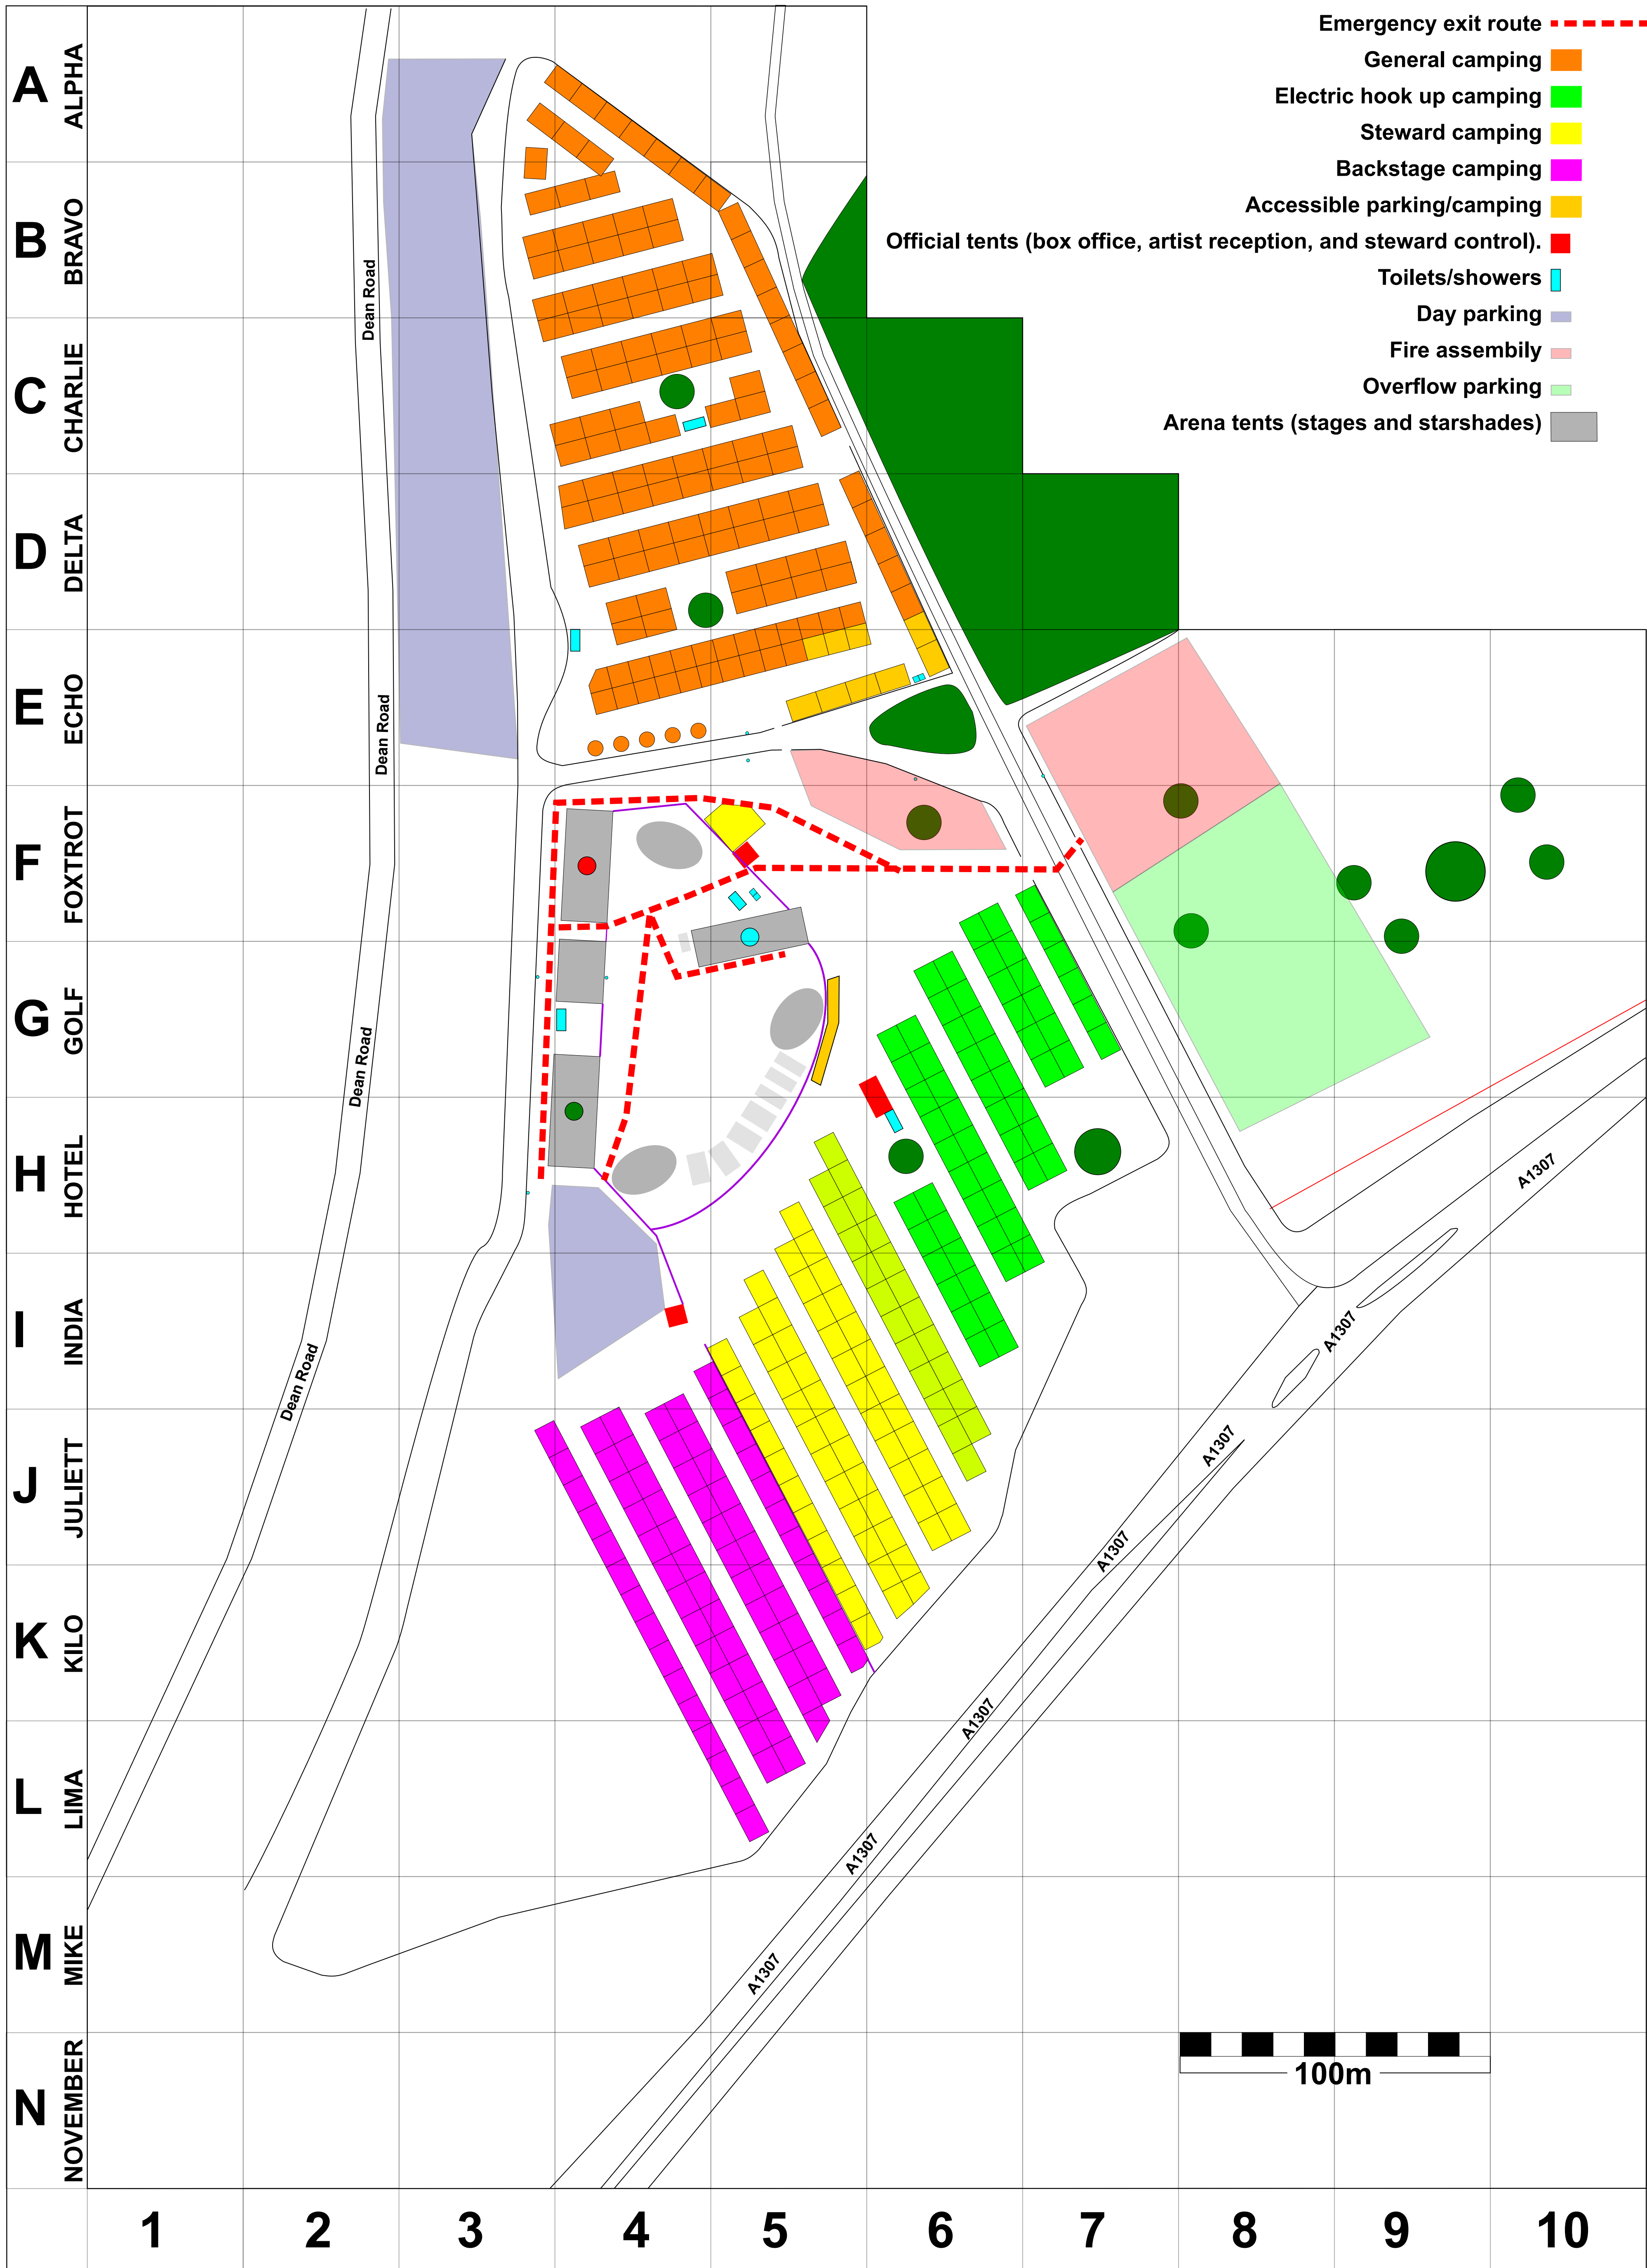 Emergency exit route
General camping
Electric hook up camping
Steward camping
Backstage camping
Accessible parking/camping
Official tents (box office, artist reception, and steward control).
Toilets/showers
Day parking
Fire assembily
Overflow parking
Arena tents (stages and starshades)
A ALPHA
B BRAVO
C CHARLIE
D DELTA
E ECHO
F FOXTROT
G GOLF
H HOTEL
I INDIA
J JULIETT
K KILO
L LIMA
M MIKE
N NOVEMBER
Dean Road
Dean Road
Dean Road
Dean Road
A1307
A1307
A1307
A1307
A1307
A1307
A1307
100m
1 2 3 4 5 6 7 8 9 10